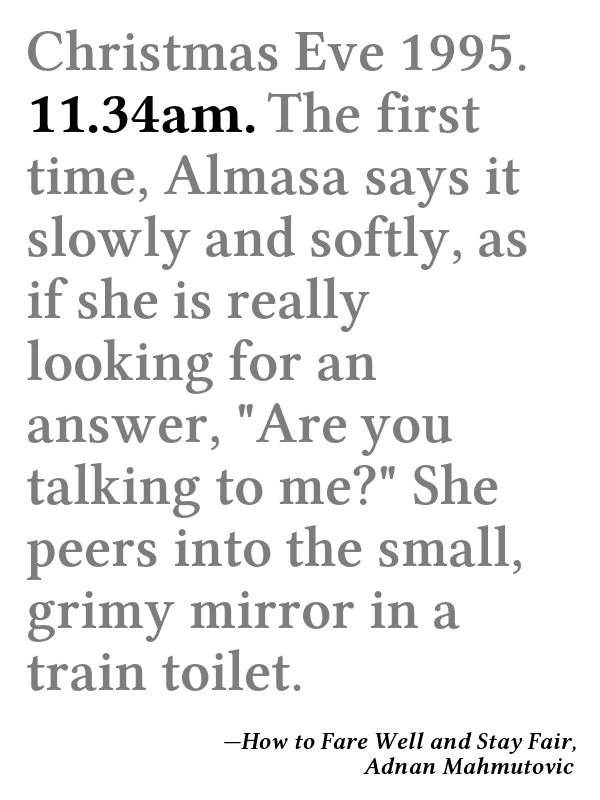 Christmas Eve 1995.
11.34am. The first
time, Almasa says it
slowly and softly, as
if she is really
looking for an
answer, "Are you
talking to me?" She
peers into the small,
grimy mirror in a
train toilet.
—How to Fare Well and Stay Fair,
Adnan Mahmutovic